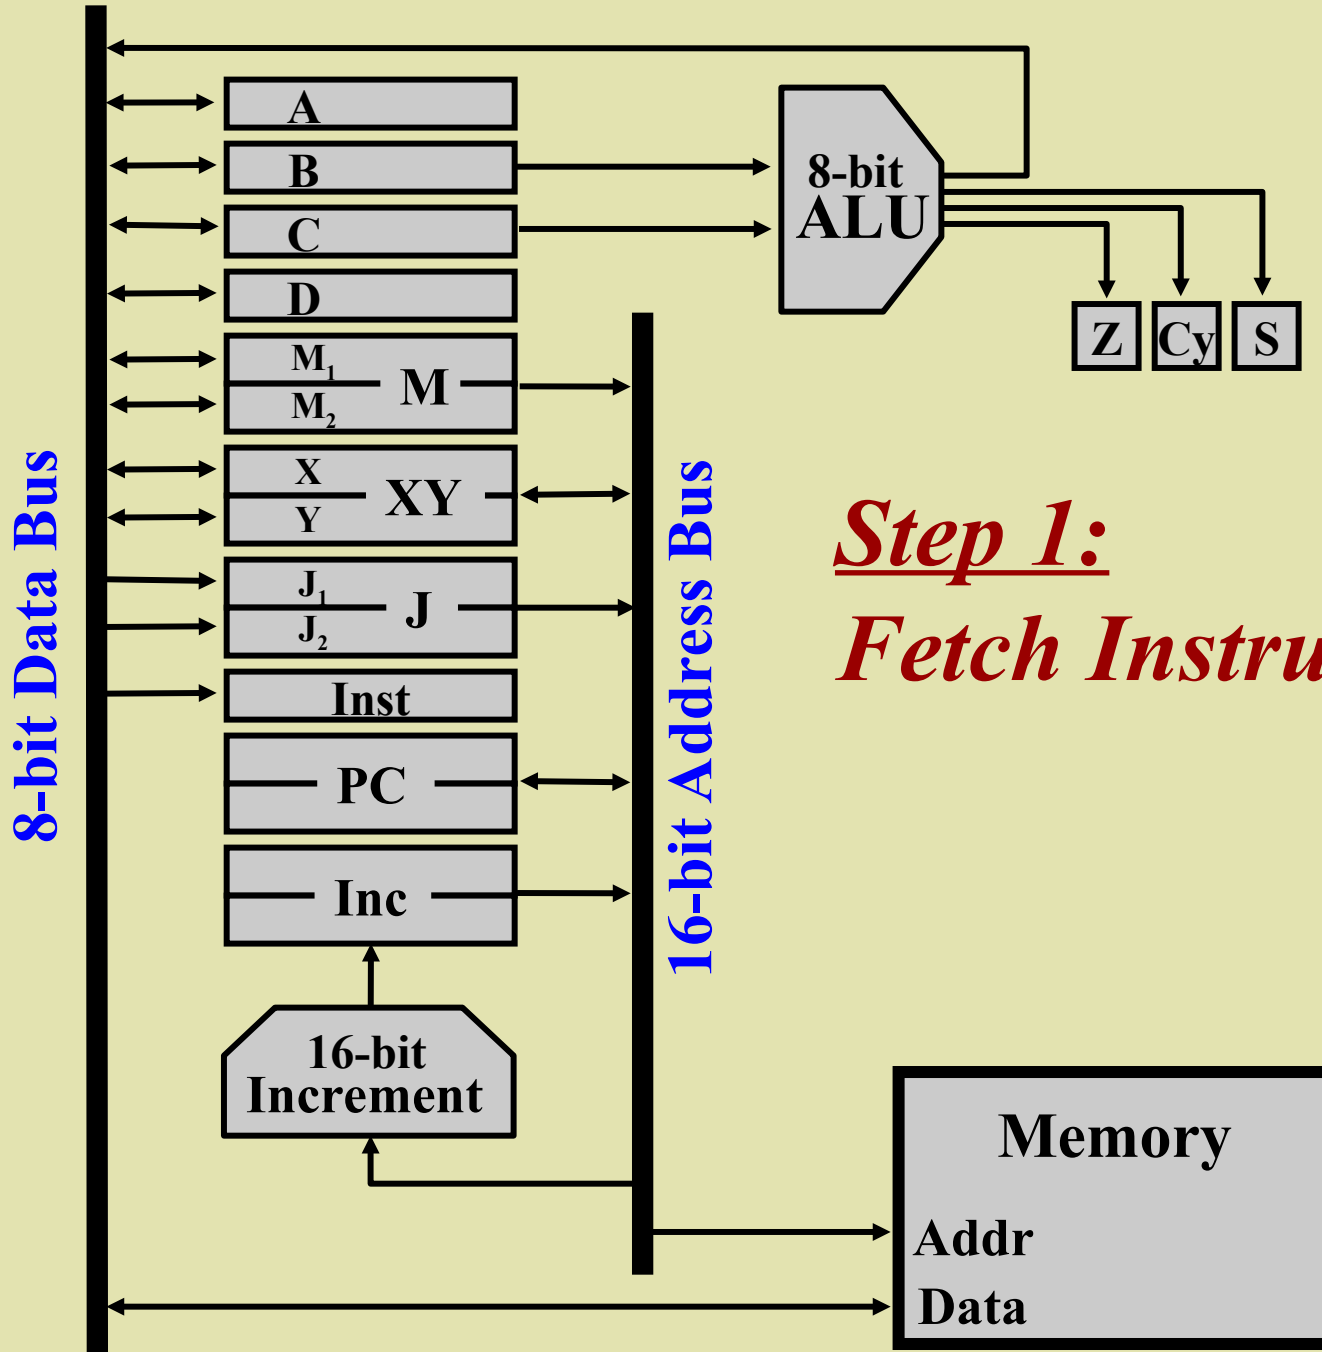 A
B
C
D
M₁
M
M₂
X
XY
Y
J₁
J
J₂
Inst
PC
Inc
16-bit
Increment
8-bit Data Bus
16-bit Address Bus
8-bit
ALU
Z
Cy
S
Step 1:
Fetch Instru
Memory
Addr
Data